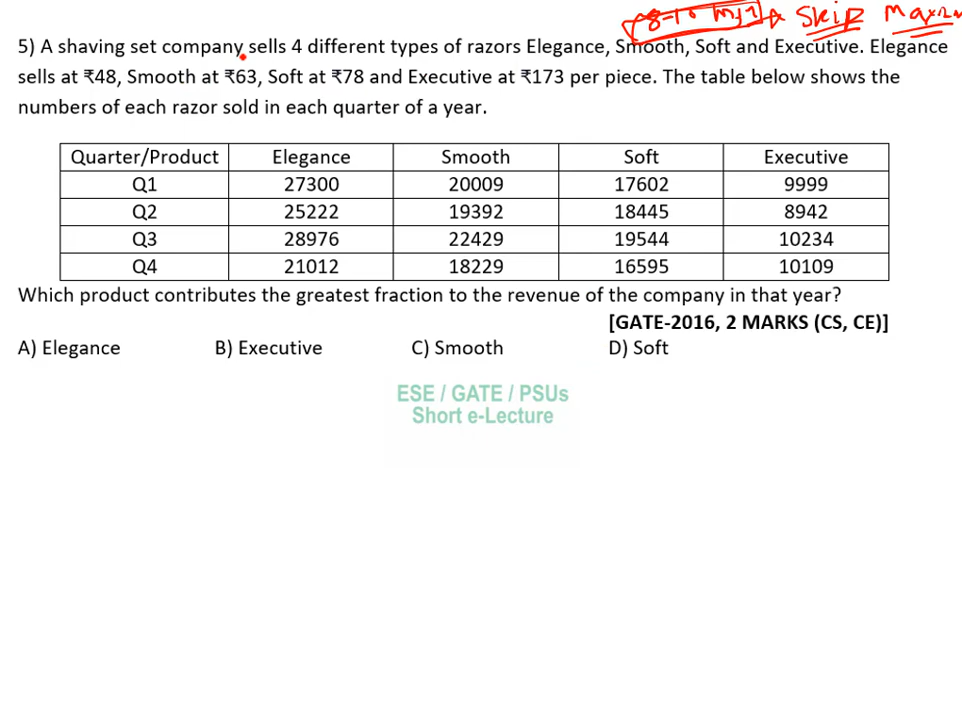 Skip
5) A shaving set company sells 4 different types of razors Elegance, Smooth, Soft and Executive. Elegance
sells at ₹48, Smooth at ₹63, Soft at ₹78 and Executive at ₹173 per piece. The table below shows the
numbers of each razor sold in each quarter of a year.
Quarter/Product Elegance Smooth Soft Executive
Q1 27300 20009 17602 9999
Q2 25222 19392 18445 8942
Q3 28976 22429 19544 10234
Q4 21012 18229 16595 10109
Which product contributes the greatest fraction to the revenue of the company in that year?
[GATE-2016, 2 MARKS (CS, CE)]
A) Elegance B) Executive C) Smooth D) Soft
ESE / GATE / PSUs
Short e-Lecture